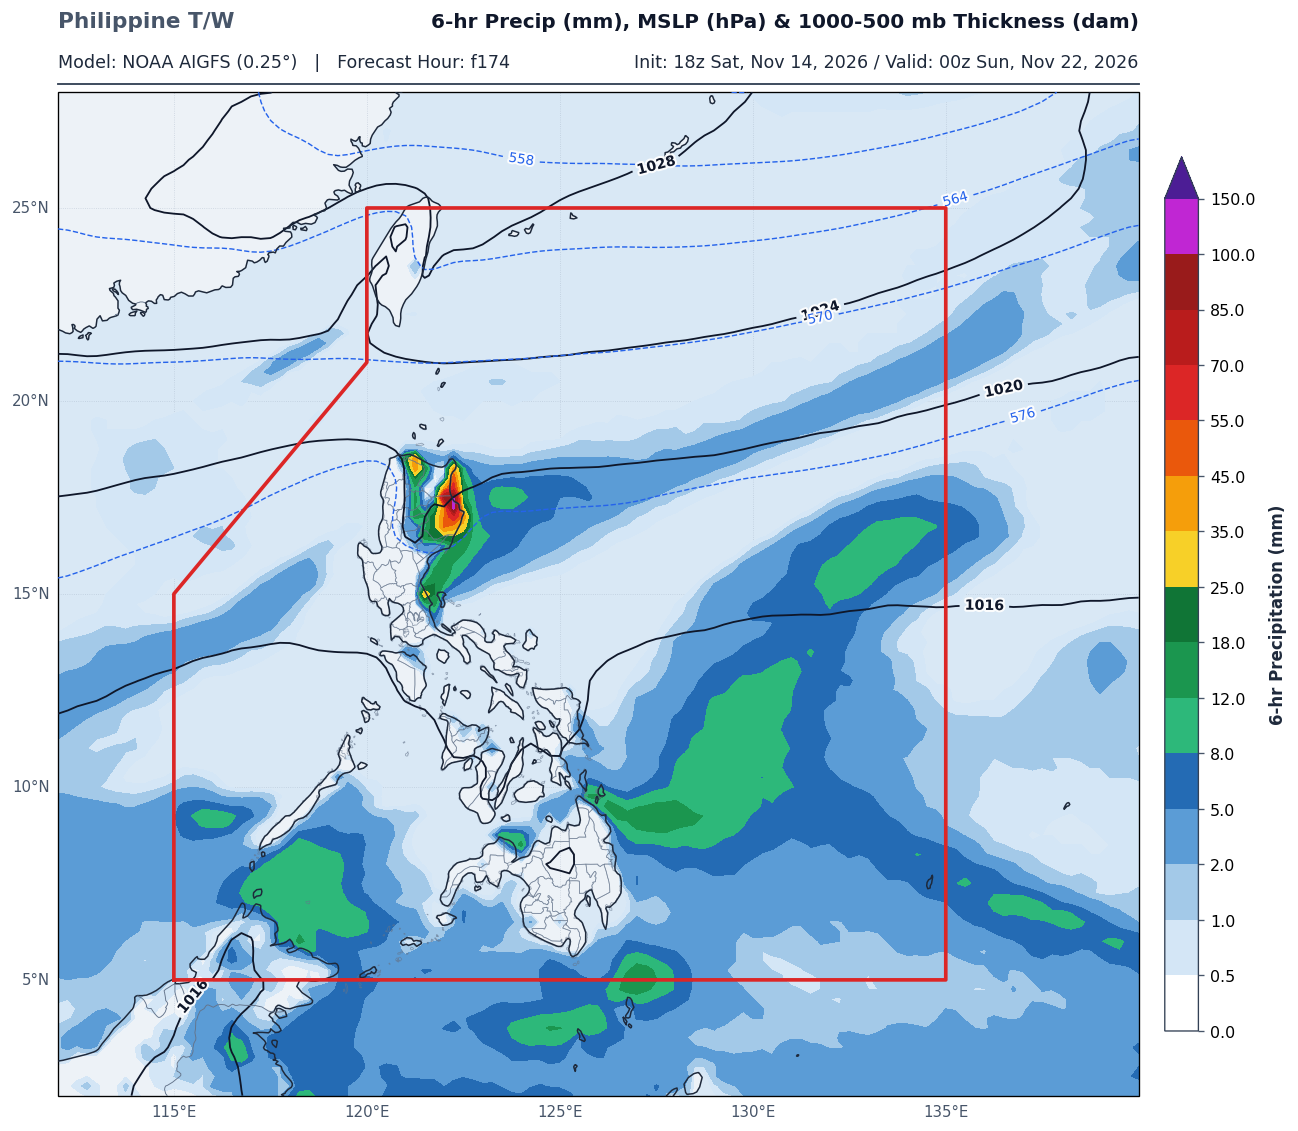 Philippine T/W
6-hr Precip (mm), MSLP (hPa) & 1000-500 mb Thickness (dam)
Model: NOAA AIGFS (0.25°) | Forecast Hour: f174
Init: 18z Sat, Nov 14, 2026 / Valid: 00z Sun, Nov 22, 2026
558
1028
564
1024
570
1020
576
1016
1016
25°N
20°N
15°N
10°N
5°N
115°E
120°E
125°E
130°E
135°E
150.0
100.0
85.0
70.0
55.0
45.0
35.0
25.0
18.0
12.0
8.0
5.0
2.0
1.0
0.5
0.0
6-hr Precipitation (mm)